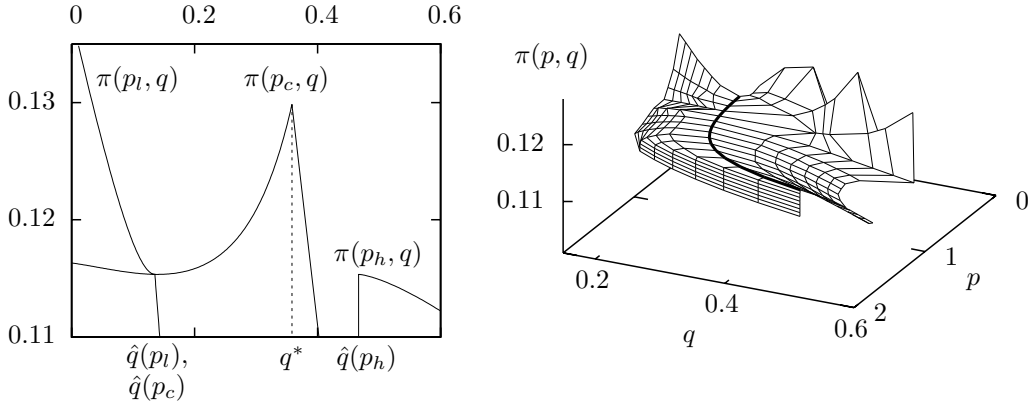 0 0.2 0.4 0.6
π(p_l, q) π(p_c, q)
0.13
0.12
π(p_h, q)
0.11
q̂(p_l), q* q̂(p_h)
q̂(p_c)
π(p, q)
0.12
0.11
0
1
p
0.2
0.4
0.6 2
q